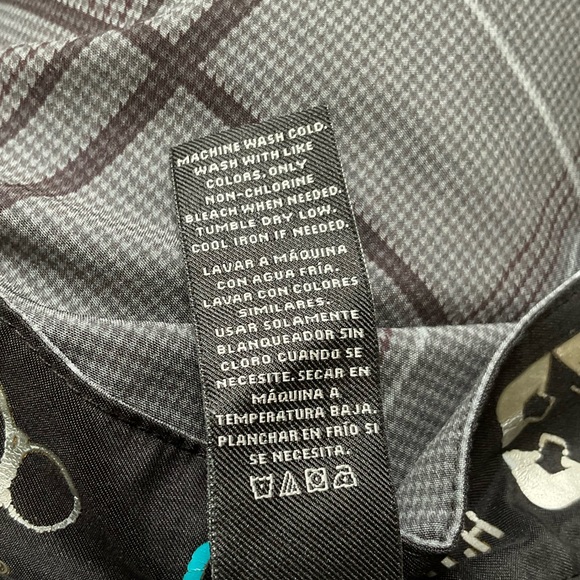 MACHINE WASH COLD.
WASH WITH LIKE
COLORS. ONLY
NON-CHLORINE
BLEACH WHEN NEEDED.
TUMBLE DRY LOW.
COOL IRON IF NEEDED.
LAVAR A MÁQUINA
CON AGUA FRÍA.
LAVAR CON COLORES
SIMILARES.
USAR SOLAMENTE
BLANQUEADOR SIN
CLORO CUANDO SE
NECESITE. SECAR EN
MÁQUINA A
TEMPERATURA BAJA.
PLANCHAR EN FRÍO SI
SE NECESITA.